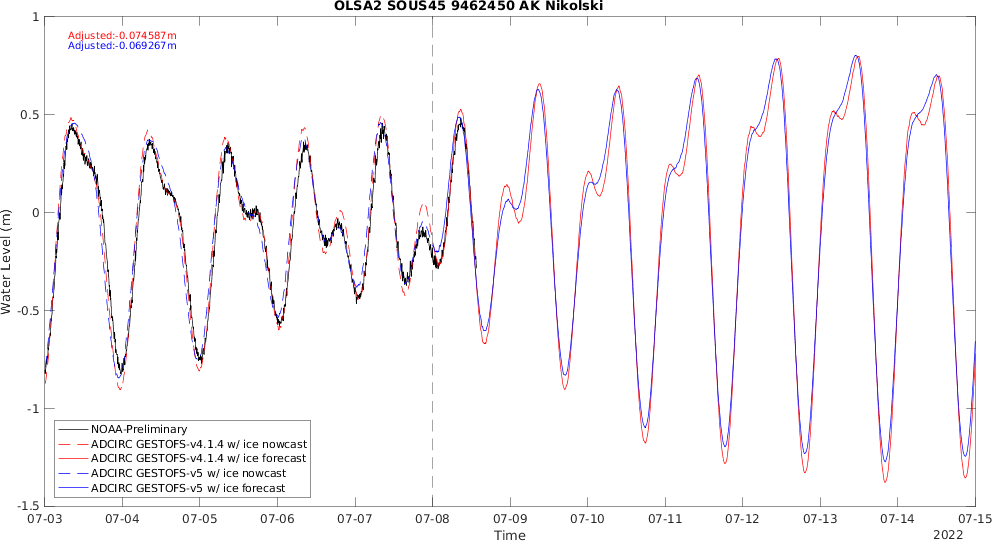 OLSA2 SOUS45 9462450 AK Nikolski
Adjusted:-0.074587m
Adjusted:-0.069267m
Water Level (m)
1
0.5
0
-0.5
-1
-1.5
NOAA-Preliminary
ADCIRC GESTOFS-v4.1.4 w/ ice nowcast
ADCIRC GESTOFS-v4.1.4 w/ ice forecast
ADCIRC GESTOFS-v5 w/ ice nowcast
ADCIRC GESTOFS-v5 w/ ice forecast
07-03 07-04 07-05 07-06 07-07 07-08 07-09 07-10 07-11 07-12 07-13 07-14 07-15
Time
2022